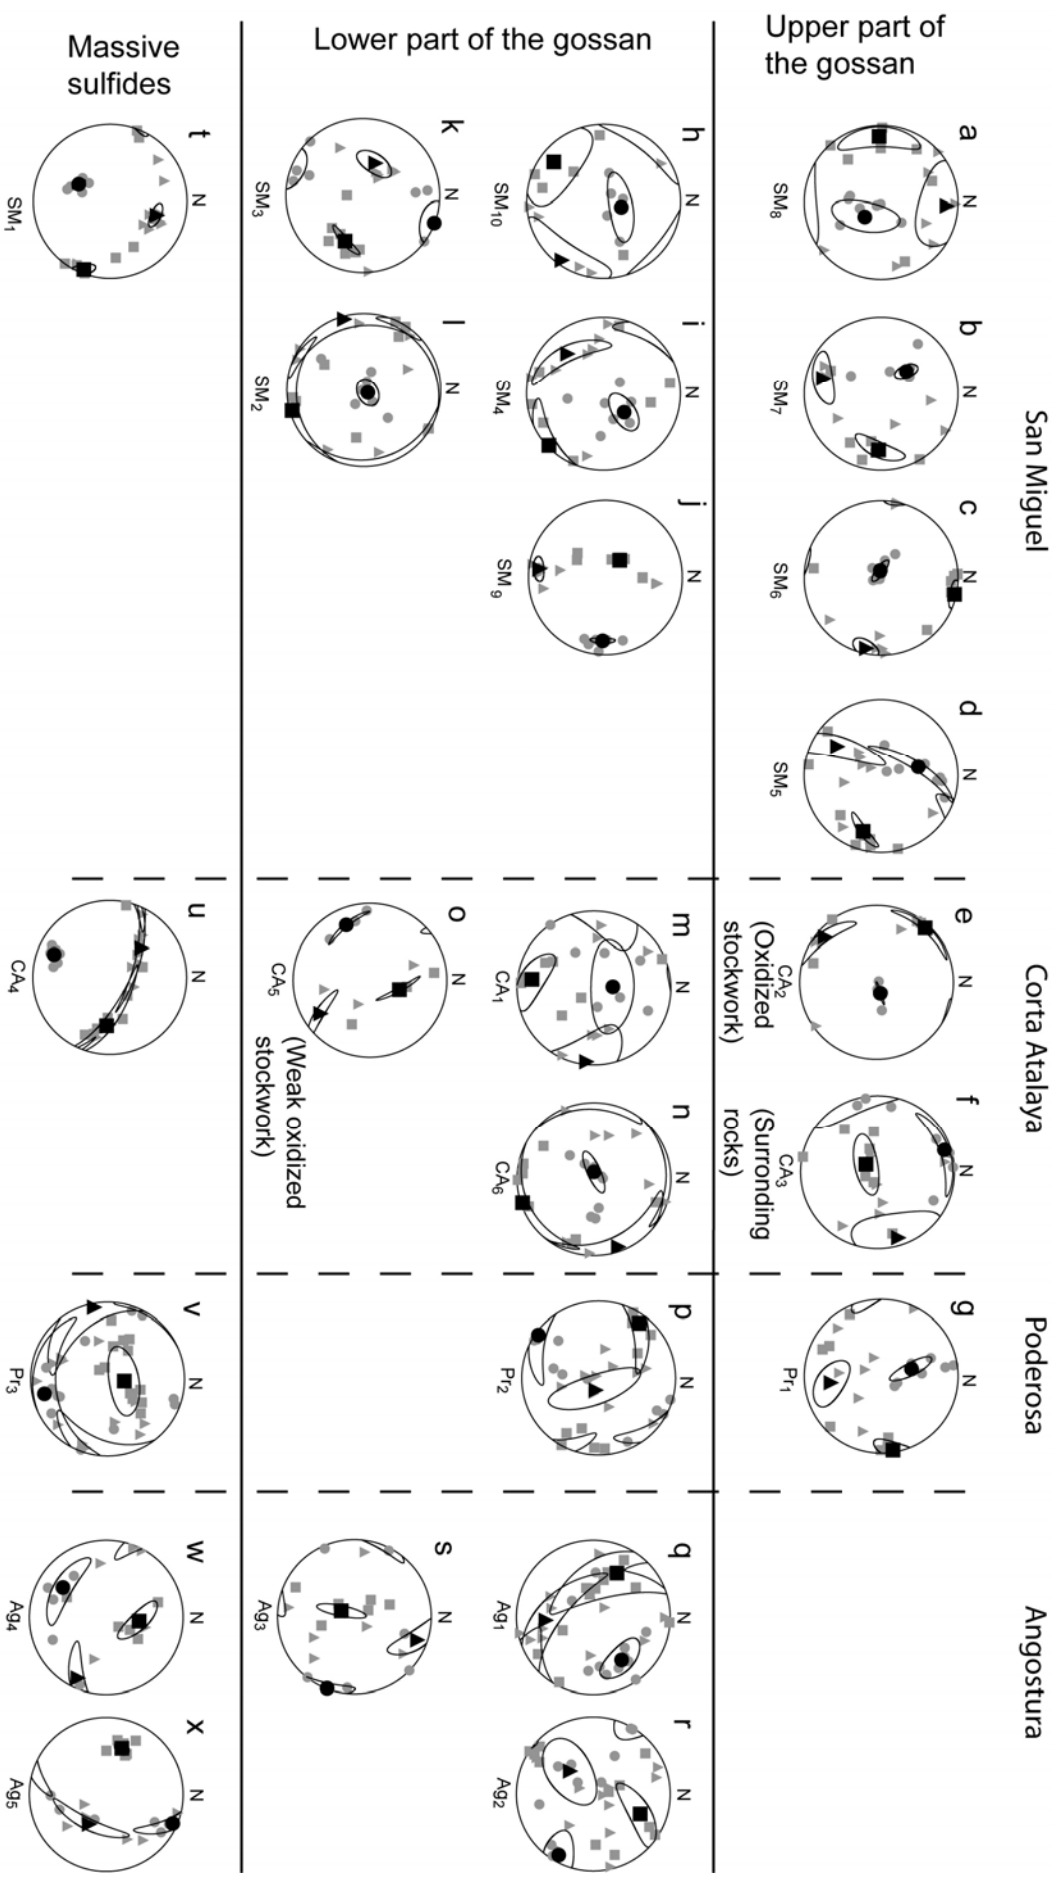 Massive
sulfides
Lower part of the gossan
Upper part of
the gossan
San Miguel
Corta Atalaya
Poderosa
Angostura
a
N
SM8
b
N
SM7
c
N
SM6
d
N
SM5
e
N
CA2
(Oxidized
stockwork)
f
N
CA3
(Surronding
rocks)
g
N
Pr1
h
N
SM10
i
N
SM4
j
N
SM 9
k
N
SM3
l
N
SM2
m
N
CA1
n
N
CA6
o
N
CA5
(Weak oxidized
stockwork)
p
N
Pr2
q
N
Ag1
r
N
Ag2
s
N
Ag3
t
N
SM1
u
N
CA4
v
N
Pr3
w
N
Ag4
x
N
Ag5